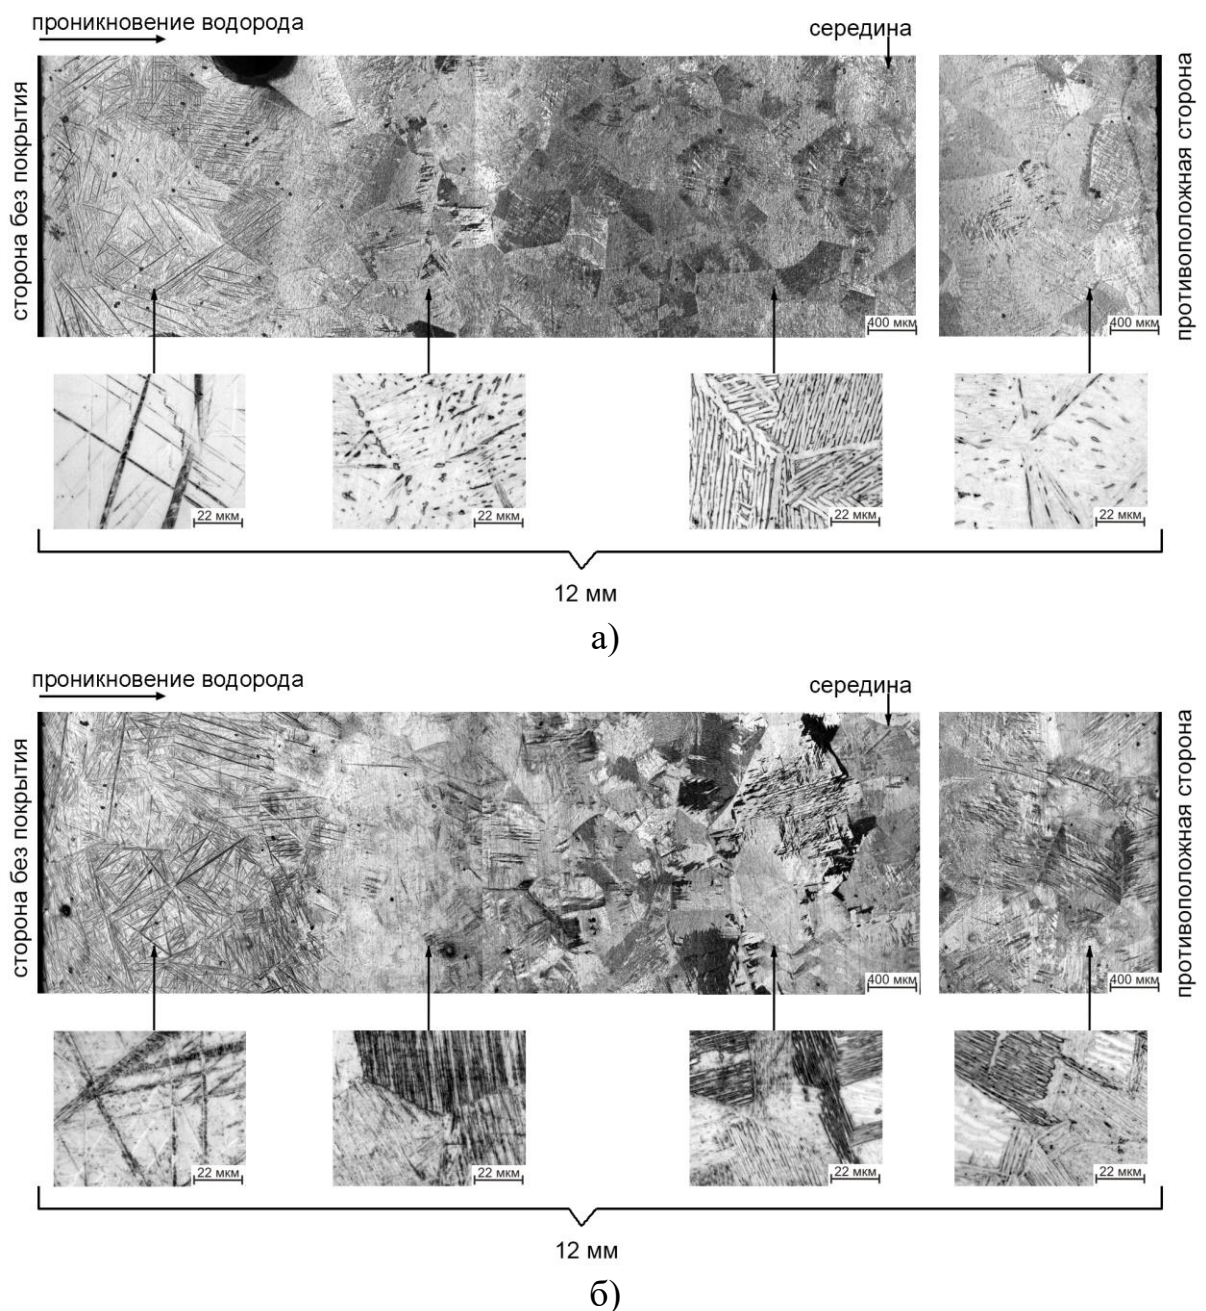 проникновение водорода
середина
сторона без покрытия
противоположная сторона
400 мкм
400 мкм
22 мкм
22 мкм
22 мкм
22 мкм
12 мм
а)
проникновение водорода
середина
сторона без покрытия
противоположная сторона
400 мкм
400 мкм
22 мкм
22 мкм
22 мкм
22 мкм
12 мм
б)